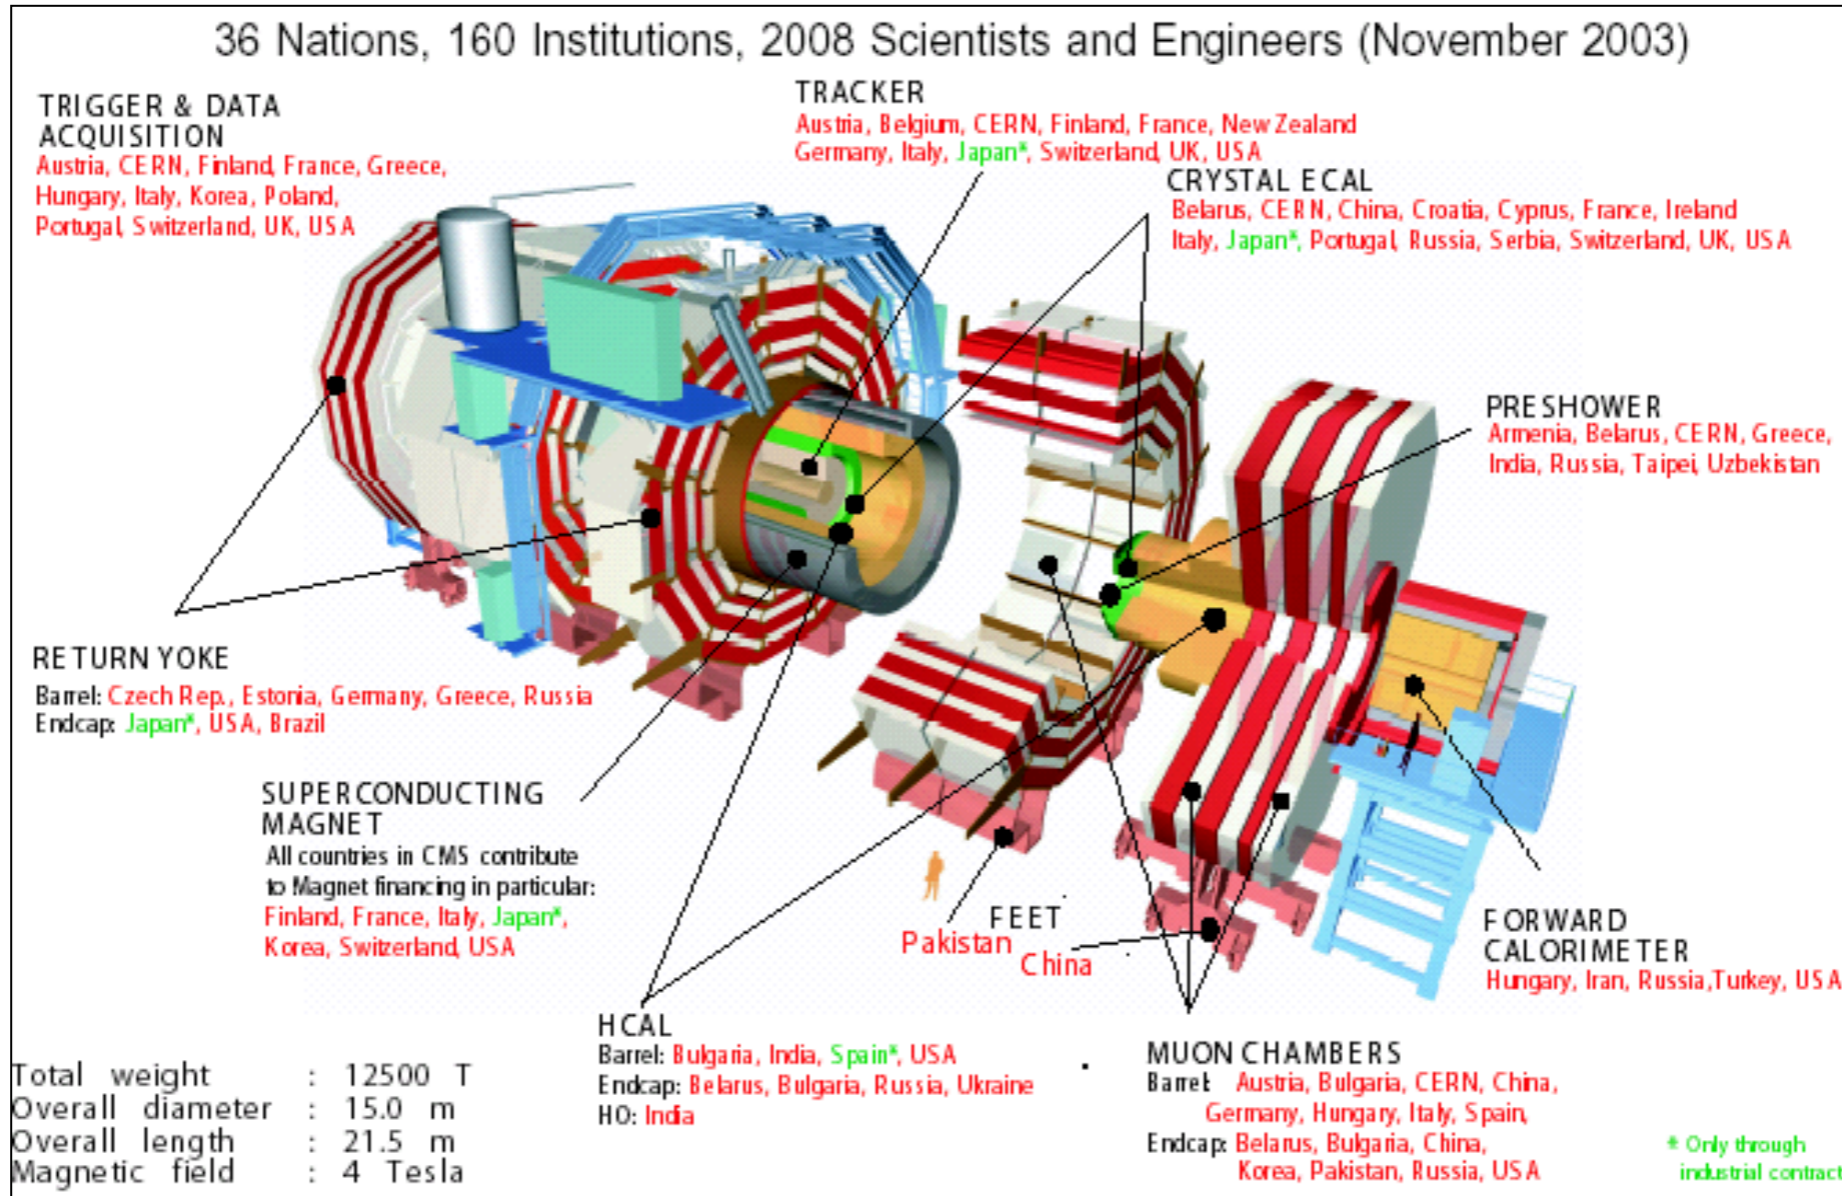 36 Nations, 160 Institutions, 2008 Scientists and Engineers (November 2003)
TRIGGER & DATA
ACQUISITION
Austria, CERN, Finland, France, Greece,
Hungary, Italy, Korea, Poland,
Portugal, Switzerland, UK, USA
TRACKER
Austria, Belgium, CERN, Finland, France, New Zealand
Germany, Italy, Japan*, Switzerland, UK, USA
CRYSTAL ECAL
Belarus, CERN, China, Croatia, Cyprus, France, Ireland
Italy, Japan*, Portugal, Russia, Serbia, Switzerland, UK, USA
PRESHOWER
Armenia, Belarus, CERN, Greece,
India, Russia, Taipei, Uzbekistan
RETURN YOKE
Barrel: Czech Rep., Estonia, Germany, Greece, Russia
Endcap: Japan*, USA, Brazil
SUPERCONDUCTING
MAGNET
All countries in CMS contribute
to Magnet financing in particular:
Finland, France, Italy, Japan*,
Korea, Switzerland, USA
FEET
Pakistan
China
FORWARD
CALORIMETER
Hungary, Iran, Russia,Turkey, USA
HCAL
Barrel: Bulgaria, India, Spain*, USA
Endcap: Belarus, Bulgaria, Russia, Ukraine
HO: India
MUON CHAMBERS
Barrel: Austria, Bulgaria, CERN, China,
Germany, Hungary, Italy, Spain,
Endcap: Belarus, Bulgaria, China,
Korea, Pakistan, Russia, USA
Total weight : 12500 T
Overall diameter : 15.0 m
Overall length : 21.5 m
Magnetic field : 4 Tesla
* Only through
industrial contract